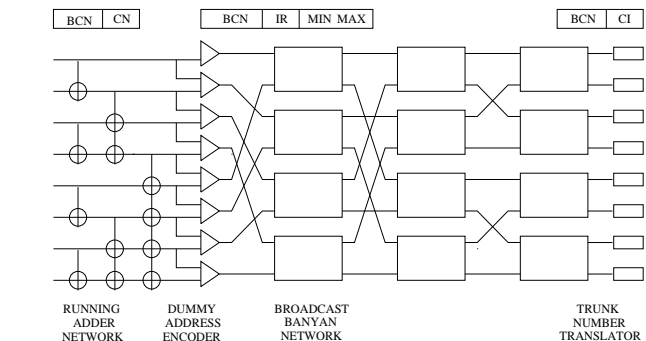 BCN CN
BCN IR MIN MAX
BCN CI
RUNNING
ADDER
NETWORK
DUMMY
ADDRESS
ENCODER
BROADCAST
BANYAN
NETWORK
TRUNK
NUMBER
TRANSLATOR